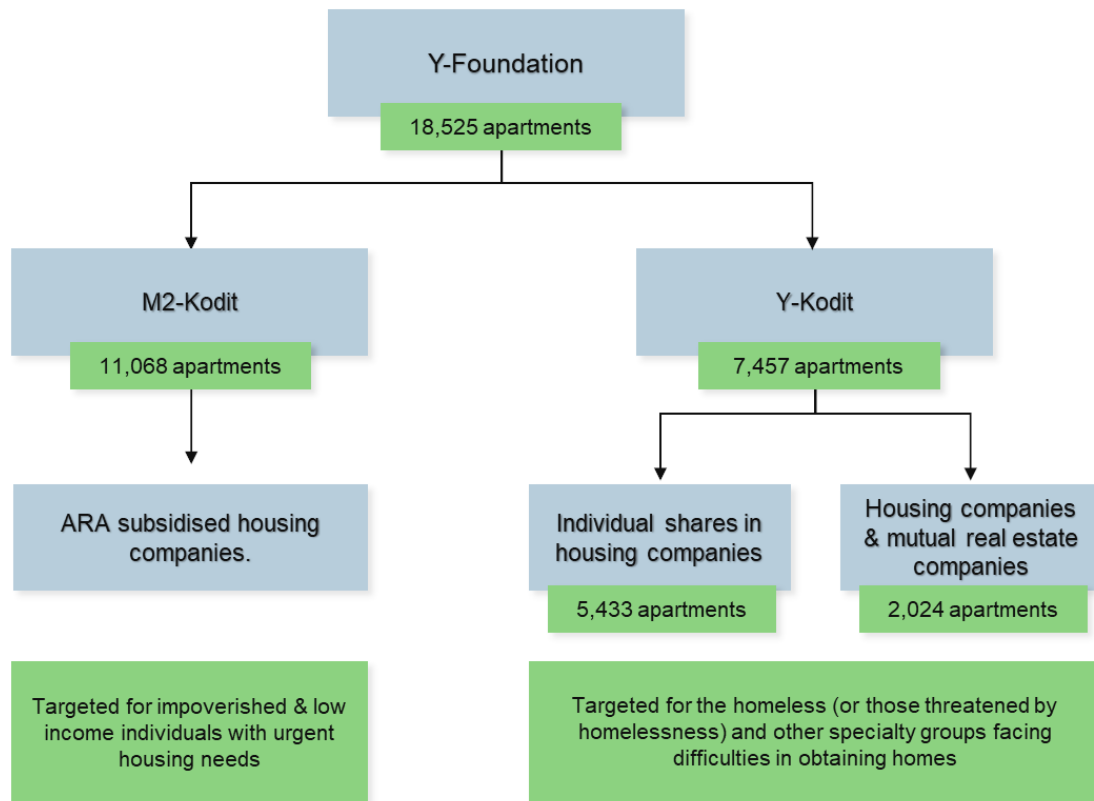 Y-Foundation
18,525 apartments
M2-Kodit
11,068 apartments
Y-Kodit
7,457 apartments
ARA subsidised housing
companies.
Individual shares in
housing companies
5,433 apartments
Housing companies
& mutual real estate
companies
2,024 apartments
Targeted for impoverished & low
income individuals with urgent
housing needs
Targeted for the homeless (or those threatened by
homelessness) and other specialty groups facing
difficulties in obtaining homes